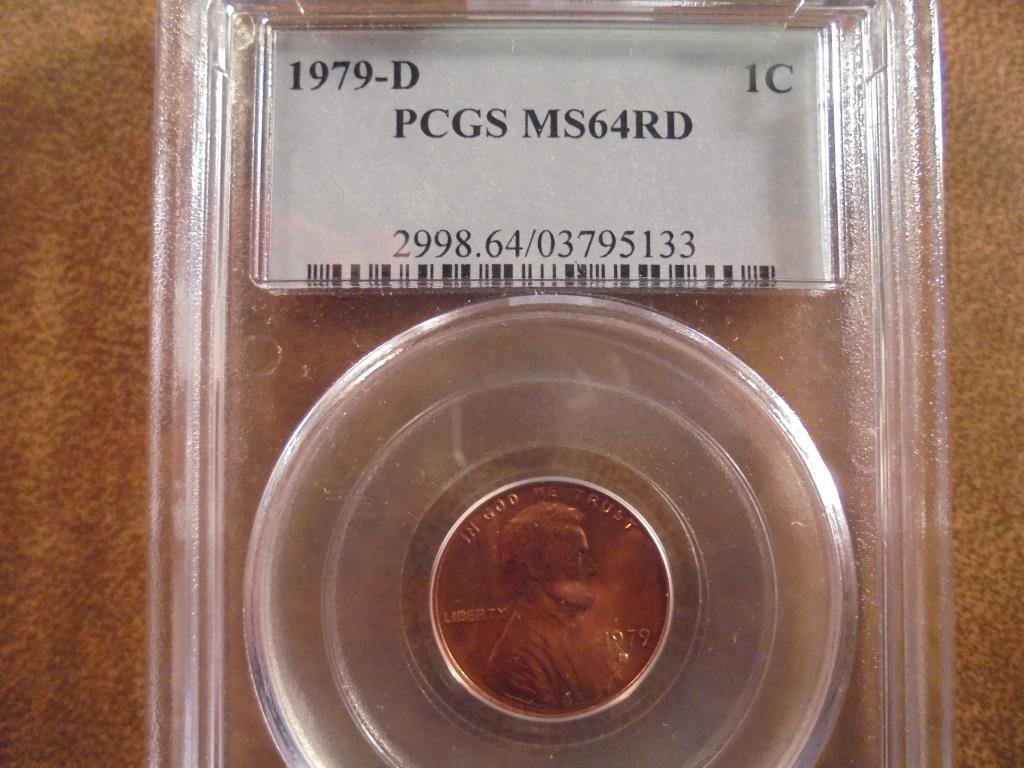 1979-D 1C
PCGS MS64RD
2998.64/03795133
IN GOD WE TRUST
LIBERTY
1979
D